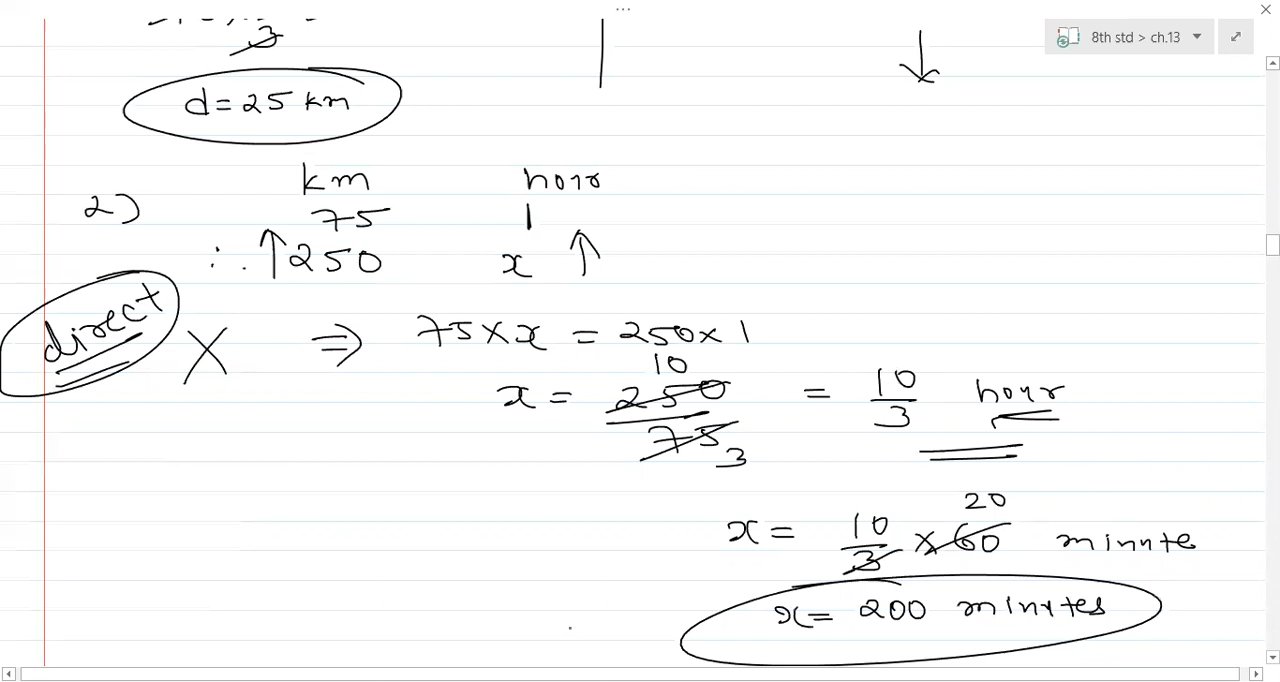 8th std > ch.13
3
d = 25 km
km hour
2) 75 1
∴ ↑ 250 x ↑
direct X ⇒ 75 × x = 250 × 1
10
x = 250 = 10 hour
75 3
3
20
x = 10 × 60 minute
3
x = 200 minutes